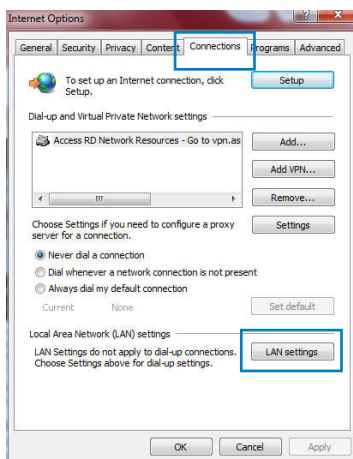 Internet Options
General Security Privacy Content Connections Programs Advanced
To set up an Internet connection, click
Setup.
Setup
Dial-up and Virtual Private Network settings
Access RD Network Resources - Go to vpn.as
Add...
Add VPN...
Remove...
Choose Settings if you need to configure a proxy
server for a connection.
Settings
Never dial a connection
Dial whenever a network connection is not present
Always dial my default connection
Current None
Set default
Local Area Network (LAN) settings
LAN Settings do not apply to dial-up connections.
Choose Settings above for dial-up settings.
LAN settings
OK Cancel Apply